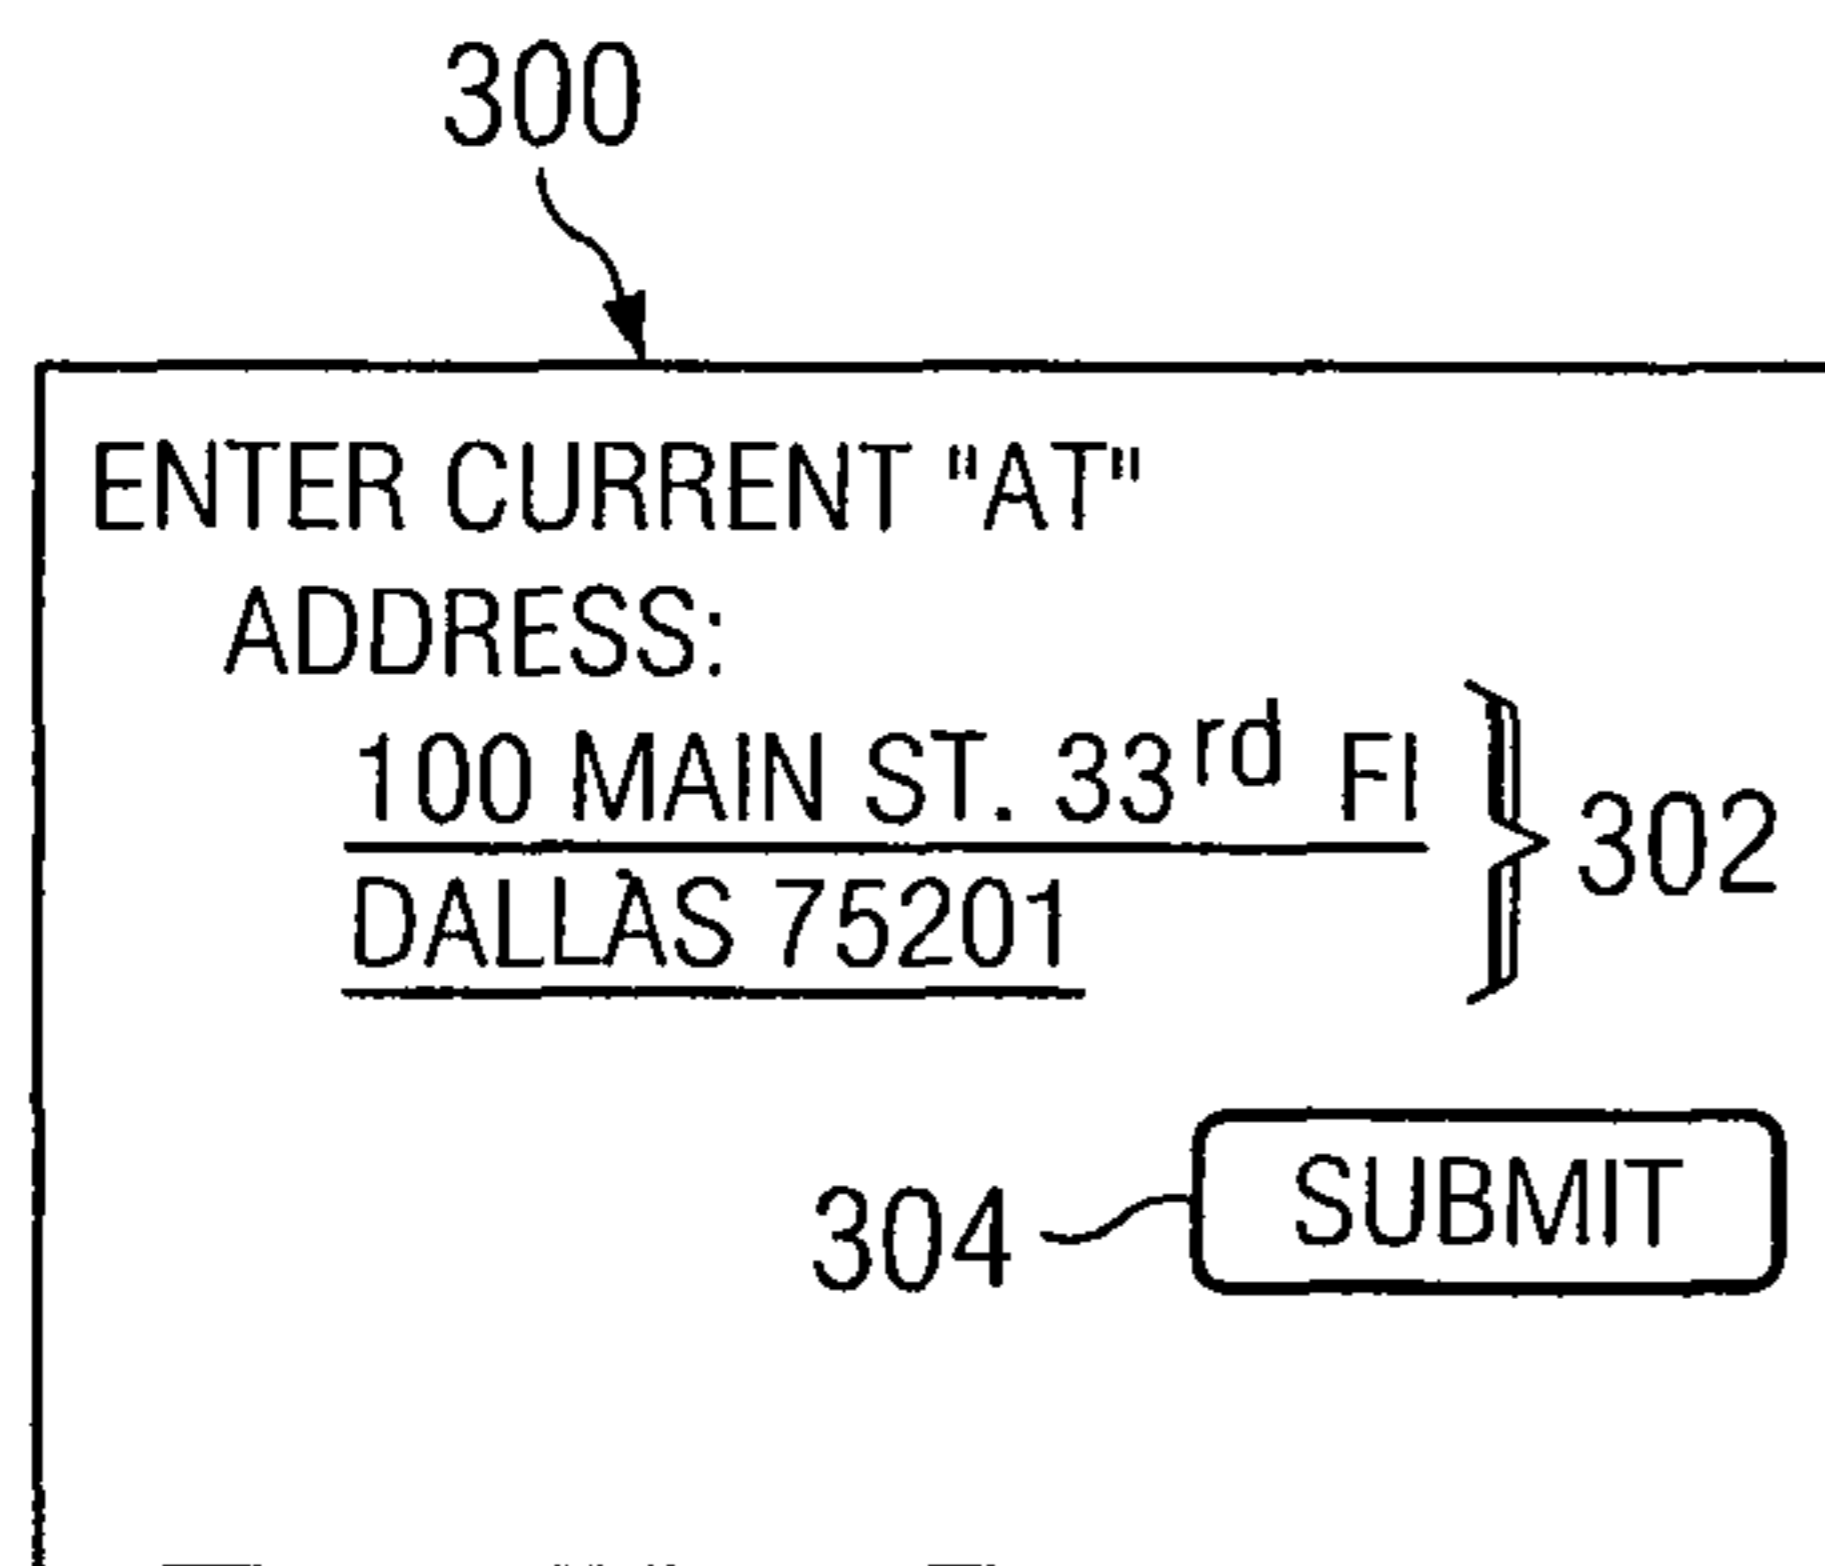 300
ENTER CURRENT "AT"
ADDRESS:
100 MAIN ST. 33rd Fl
302
DALLAS 75201
304
SUBMIT